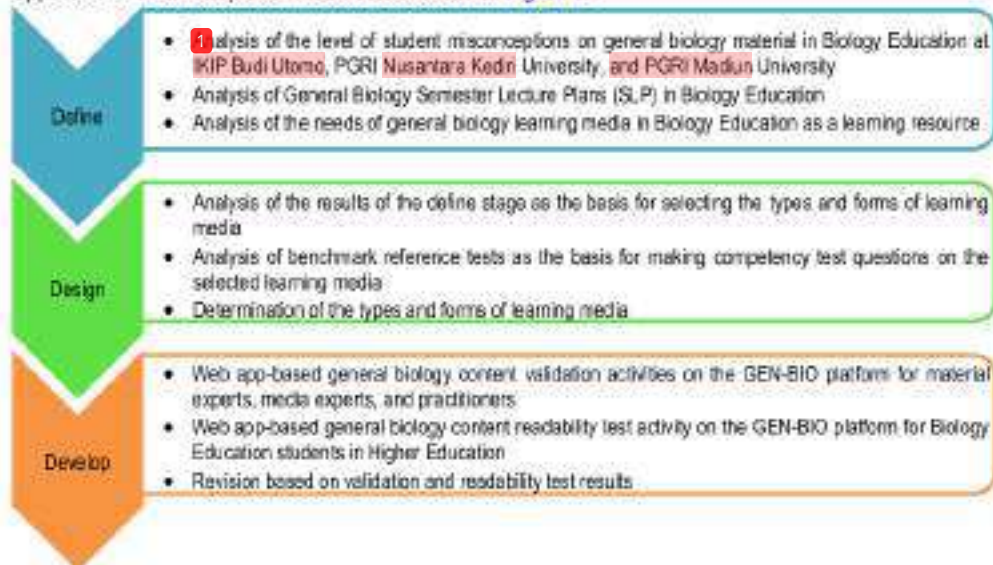 Define
• Analysis of the level of student misconceptions on general biology material in Biology Education at
IKIP Budi Utomo, PGRI Nusantara Kediri University, and PGRI Madiun University
• Analysis of General Biology Semester Lecture Plans (SLP) in Biology Education
• Analysis of the needs of general biology learning media in Biology Education as a learning resource
Design
• Analysis of the results of the define stage as the basis for selecting the types and forms of learning
media
• Analysis of benchmark reference tests as the basis for making competency test questions on the
selected learning media
• Determination of the types and forms of learning media
Develop
• Web app-based general biology content validation activities on the GEN-BIO platform for material
experts, media experts, and practitioners
• Web app-based general biology content readability test activity on the GEN-BIO platform for Biology
Education students in Higher Education
• Revision based on validation and readability test results
1